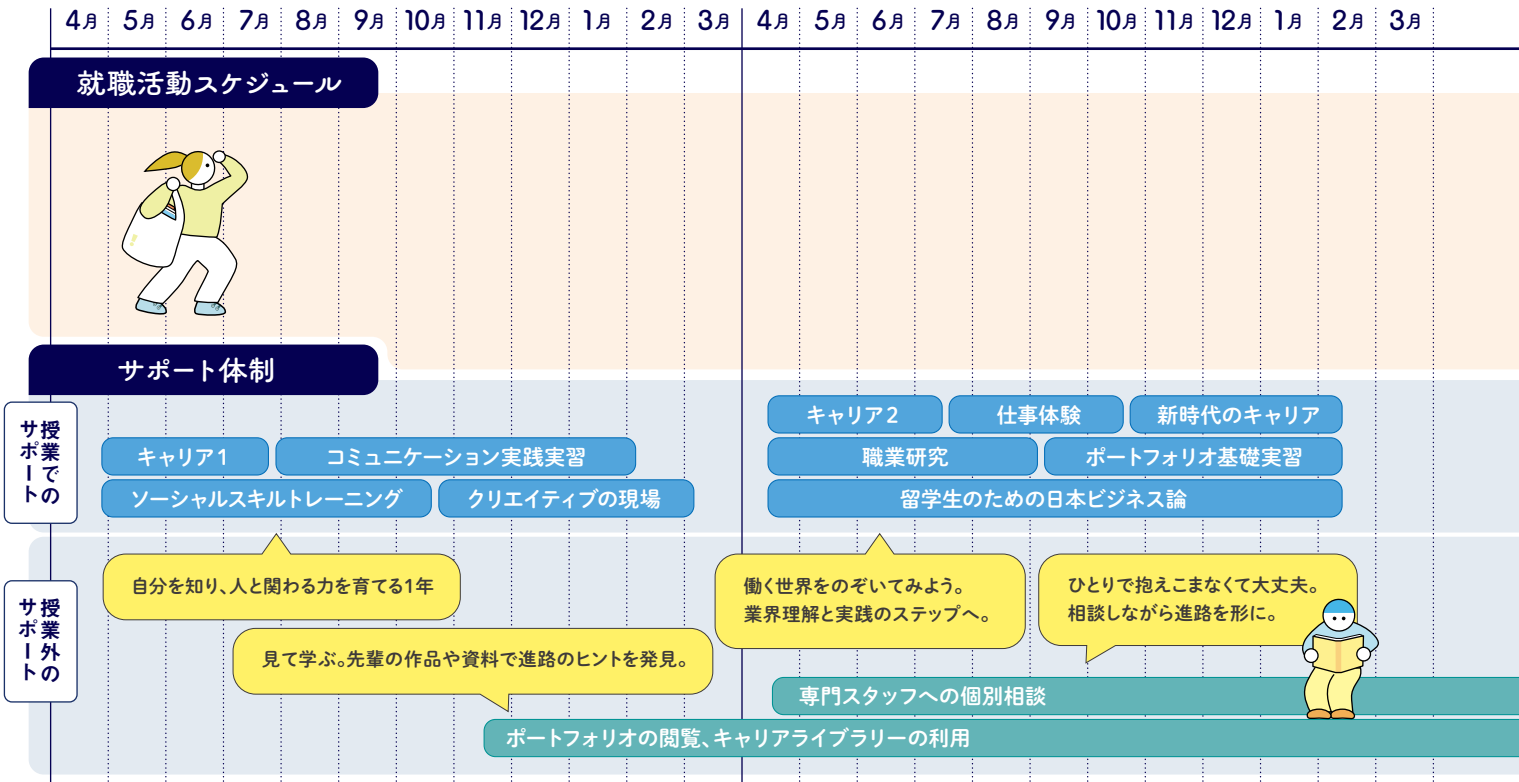 4月 5月 6月 7月 8月 9月 10月 11月 12月 1月 2月 3月 4月 5月 6月 7月 8月 9月 10月 11月 12月 1月 2月 3月
就職活動スケジュール
サポート体制
授業での
サポート
キャリア2 仕事体験 新時代のキャリア
キャリア1 コミュニケーション実践実習 職業研究 ポートフォリオ基礎実習
ソーシャルスキルトレーニング クリエイティブの現場 留学生のための日本ビジネス論
授業外の
サポート
自分を知り、人と関わる力を育てる1年
見て学ぶ。先輩の作品や資料で進路のヒントを発見。
働く世界をのぞいてみよう。
業界理解と実践のステップへ。
ひとりで抱えこまなくて大丈夫。
相談しながら進路を形に。
専門スタッフへの個別相談
ポートフォリオの閲覧、キャリアライブラリーの利用